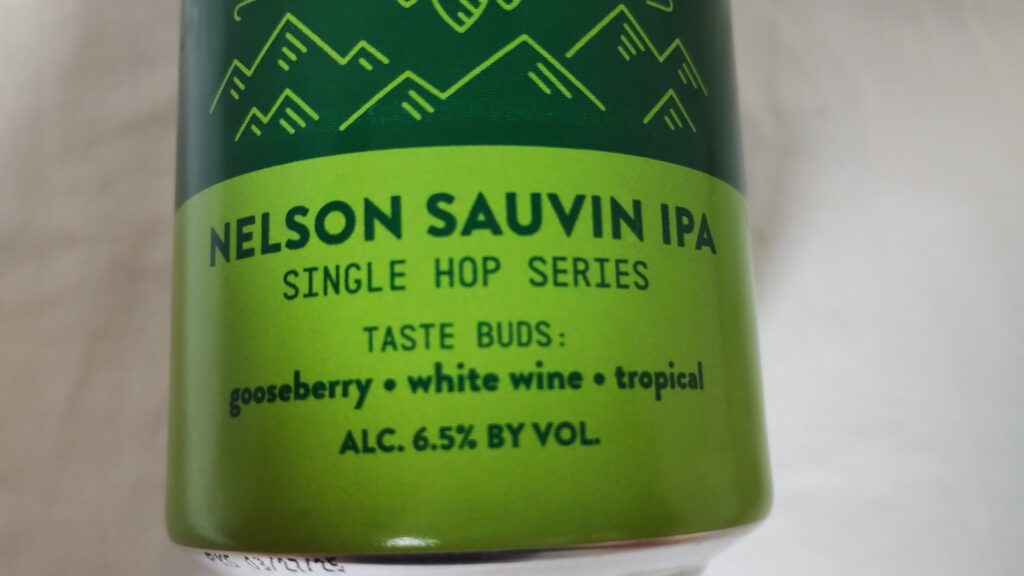 NELSON SAUVIN IPA
SINGLE HOP SERIES
TASTE BUDS:
gooseberry • white wine • tropical
ALC. 6.5% BY VOL.